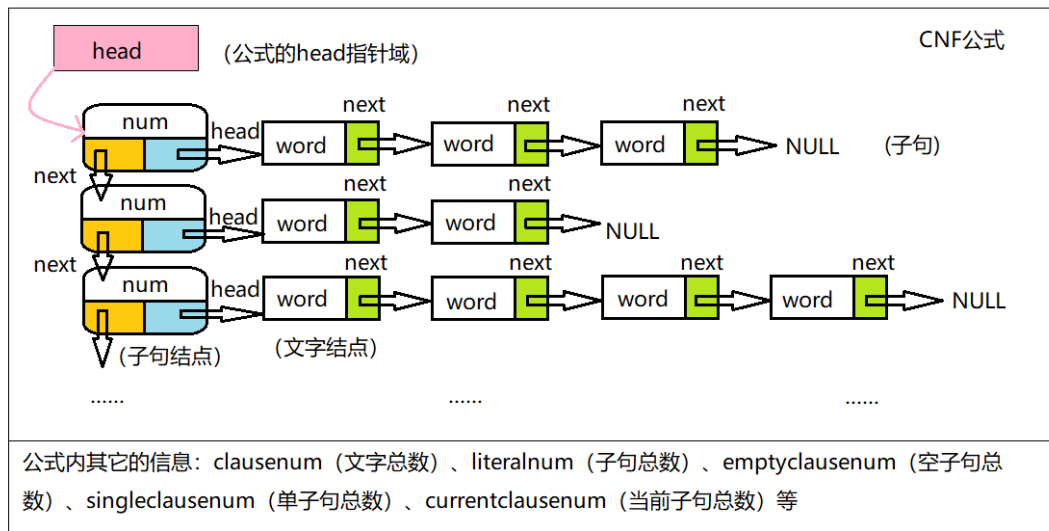 head （公式的head指针域） CNF公式
next next next
num head word word word NULL (子句)
next
num head next next
word word NULL
next
num head next next next next
word word word word NULL
（子句结点） （文字结点）
...... ...... ......
公式内其它的信息：clausenum（文字总数）、literalnum（子句总数）、emptyclausenum（空子句总
数）、singleclausenum（单子句总数）、currentclausenum（当前子句总数）等